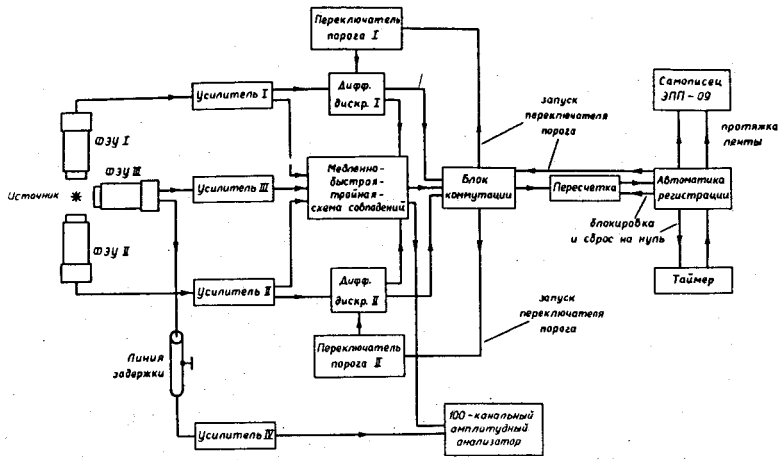 Переключатель
порога I
Усилитель I
Дифф.
дискр. I
Самописец
ЭПП-09
запуск
переключателя
порога
протяжка
ленты
ФЭУ I
ФЭУ III
Источник
Усилитель III
Медленно-
быстрая-
тройная-
схема совпадений
Блок
коммутации
Пересчетка
Автоматика
регистрации
блокировка
и сброс на нуль
ФЭУ II
Усилитель II
Дифф.
дискр. II
Таймер
запуск
переключателя
порога
Переключатель
порога II
Линия
задержки
Усилитель IV
100-канальный
амплитудный
анализатор